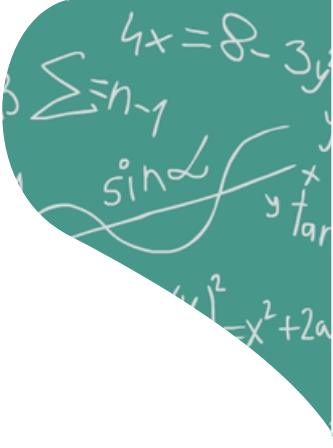 4x=8-3y
Σ=n-1
sinα
x
y tan
)²=x²+2a